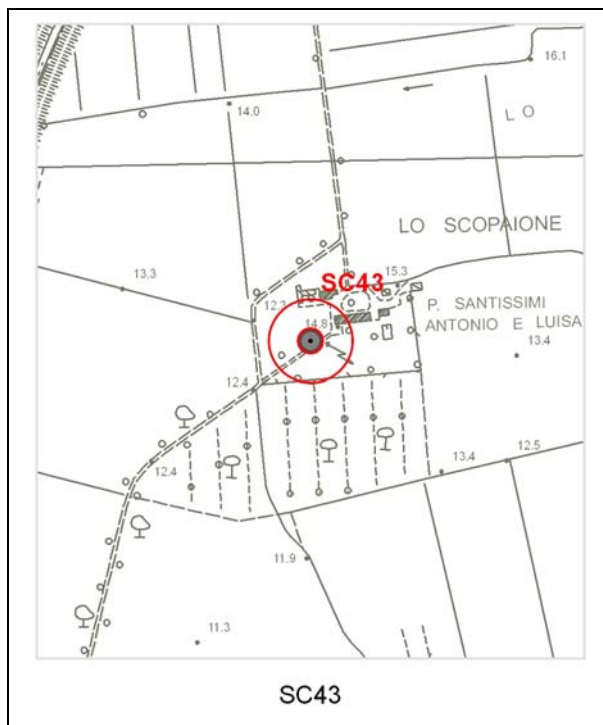 16.1
14.0
L O
LO SCOPAIONE
13.3
SC43
15.3
12.3
P. SANTISSIMI
ANTONIO E LUISA
14.8
13.4
12.4
12.4
13.4
12.5
11.9
11.3
SC43